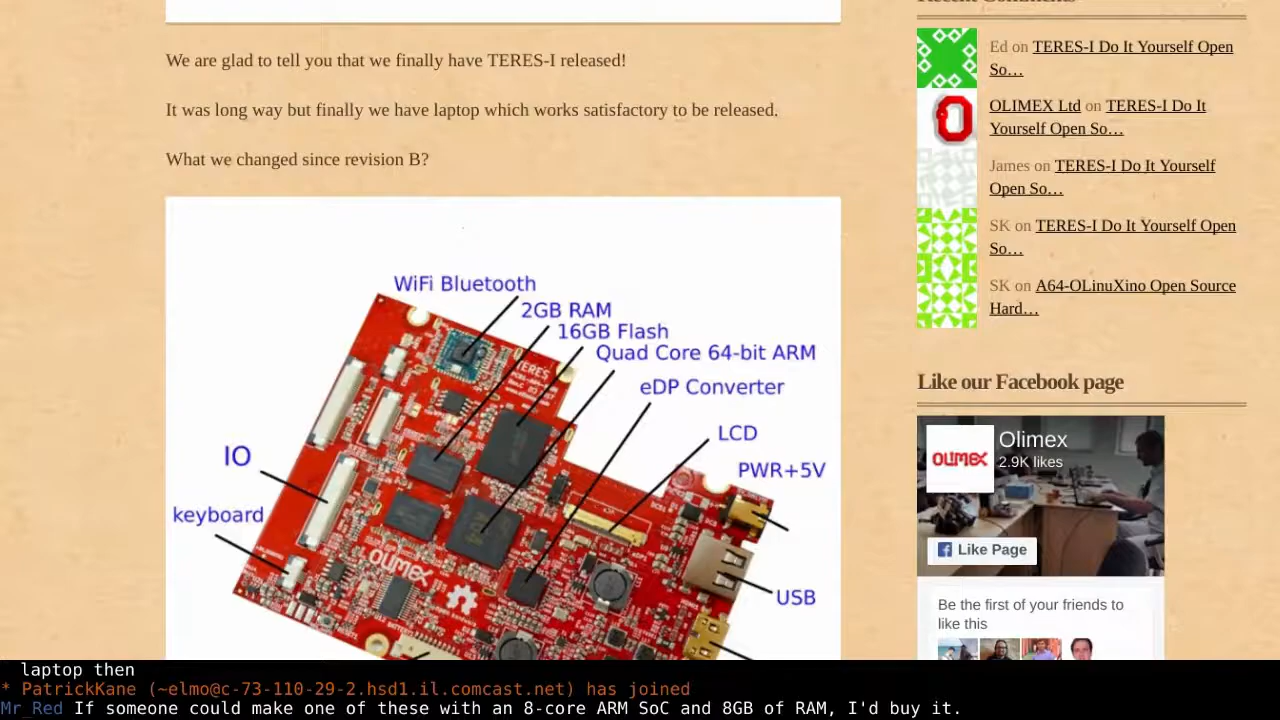 Recent Comments
We are glad to tell you that we finally have TERES-I released!
It was long way but finally we have laptop which works satisfactory to be released.
What we changed since revision B?
WiFi Bluetooth
2GB RAM
16GB Flash
Quad Core 64-bit ARM
eDP Converter
LCD
PWR+5V
IO
keyboard
USB
TERES
OLIMEX
Ed on TERES-I Do It Yourself Open
So…
OLIMEX Ltd on TERES-I Do It
Yourself Open So…
James on TERES-I Do It Yourself
Open So…
SK on TERES-I Do It Yourself Open
So…
SK on A64-OLinuXino Open Source
Hard…
Like our Facebook page
OLIMEX
Olimex
2.9K likes
Like Page
Be the first of your friends to
like this
laptop then
* PatrickKane (~elmo@c-73-110-29-2.hsd1.il.comcast.net) has joined
Mr_Red If someone could make one of these with an 8-core ARM SoC and 8GB of RAM, I'd buy it.